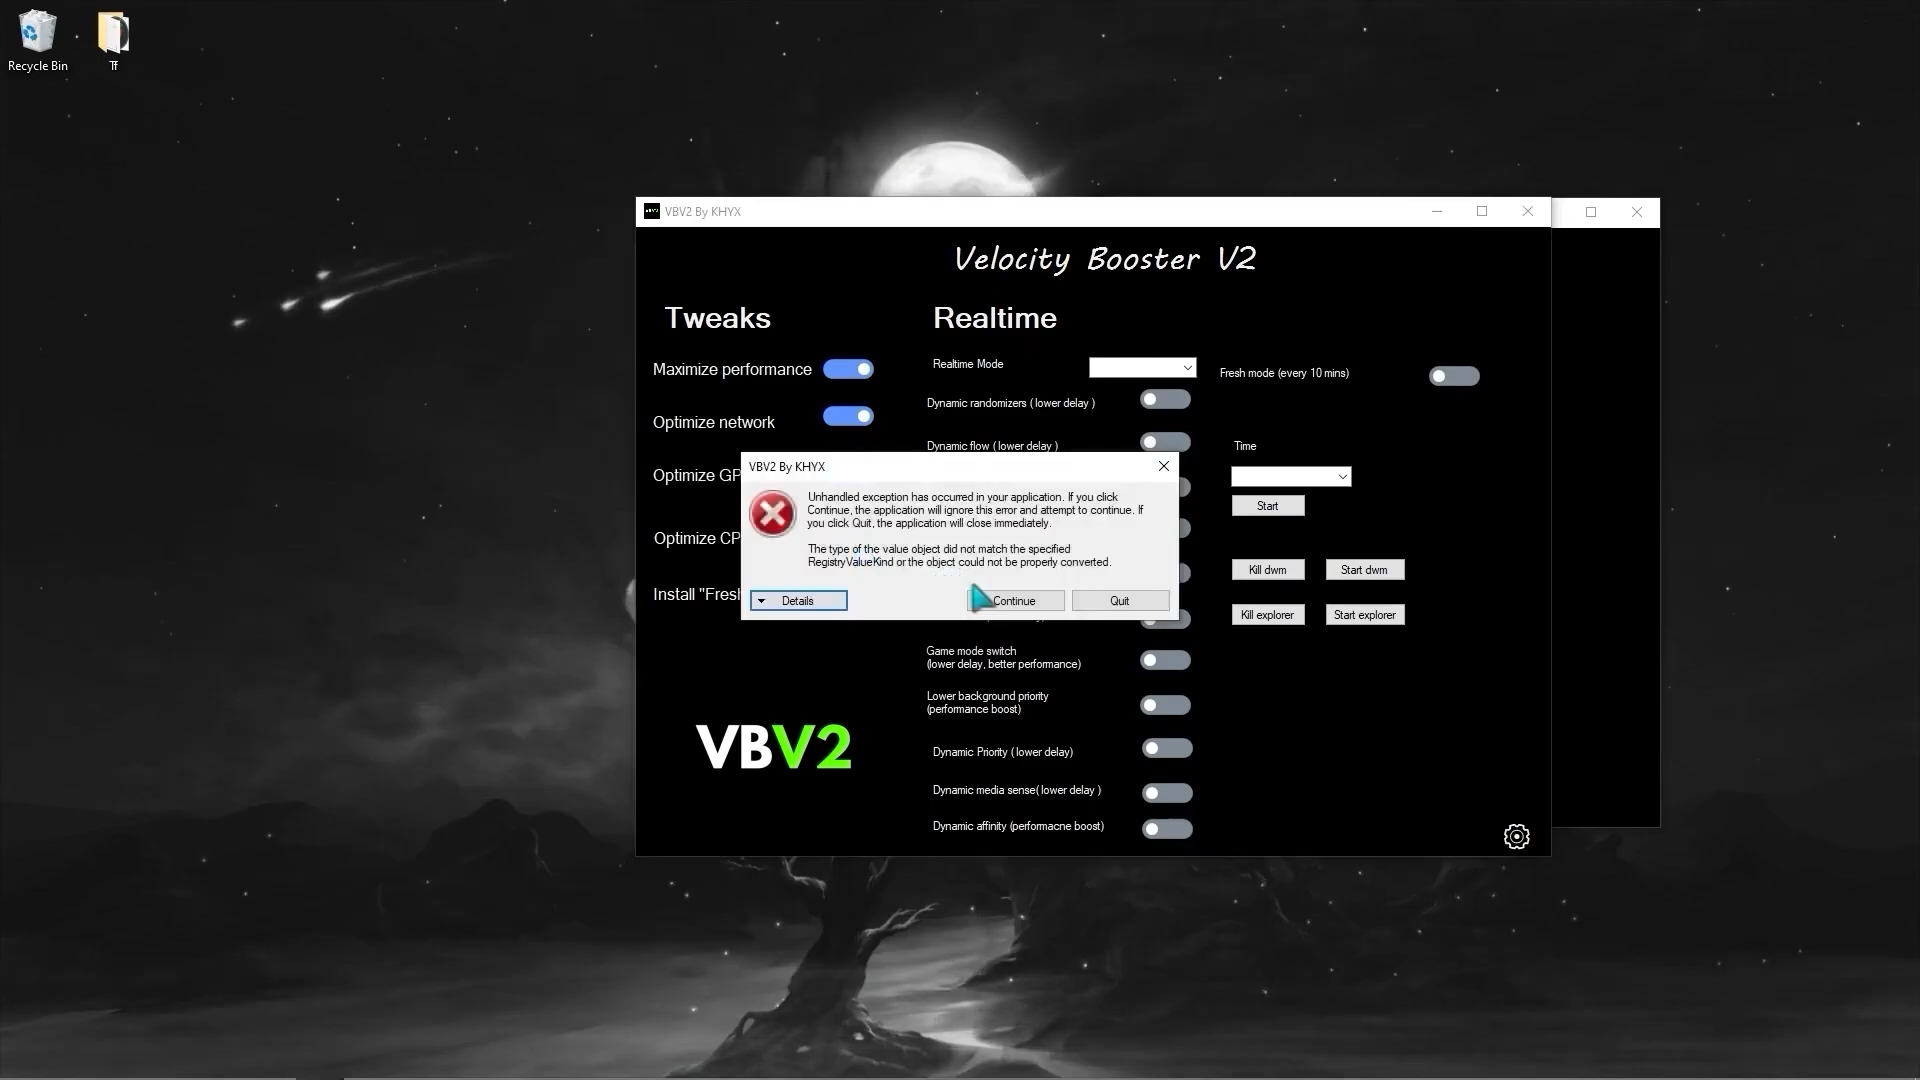 Recycle Bin
Tf
VBV2 By KHYX
Velocity Booster V2
Tweaks
Maximize performance
Optimize network
Optimize GP
Optimize CP
Install "Fresh
VBV2
Realtime
Realtime Mode
Dynamic randomizers ( lower delay )
Dynamic flow ( lower delay )
Game mode switch
(lower delay, better performance)
Lower background priority
(performance boost)
Dynamic Priority ( lower delay)
Dynamic media sense( lower delay )
Dynamic affinity (performacne boost)
Fresh mode (every 10 mins)
Time
Start
Kill dwm
Start dwm
Kill explorer
Start explorer
VBV2 By KHYX
Unhandled exception has occurred in your application. If you click
Continue, the application will ignore this error and attempt to continue. If
you click Quit, the application will close immediately.
The type of the value object did not match the specified
RegistryValueKind or the object could not be properly converted.
Details
Continue
Quit